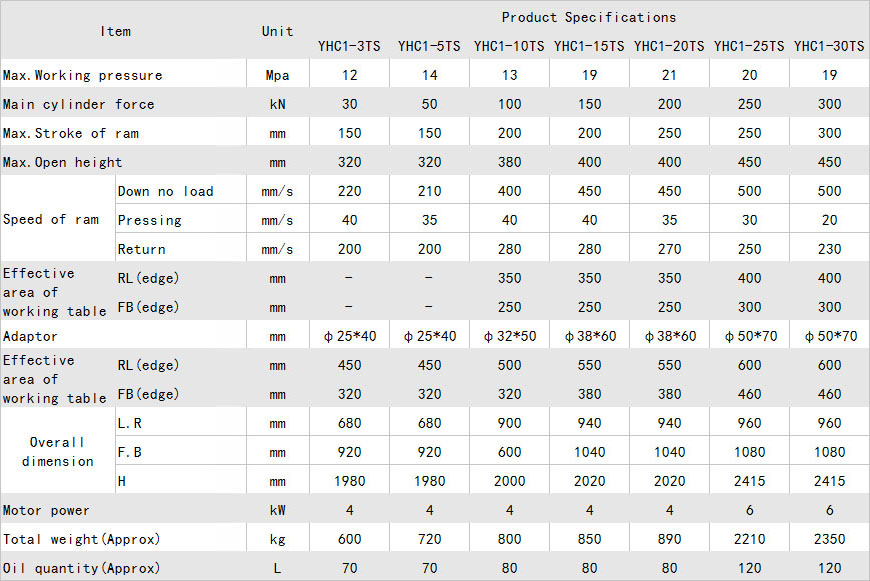 Item Unit Product Specifications
YHC1-3TS YHC1-5TS YHC1-10TS YHC1-15TS YHC1-20TS YHC1-25TS YHC1-30TS
Max.Working pressure Mpa 12 14 13 19 21 20 19
Main cylinder force kN 30 50 100 150 200 250 300
Max.Stroke of ram mm 150 150 200 200 250 250 300
Max.Open height mm 320 320 380 400 400 450 450
Speed of ram Down no load mm/s 220 210 400 450 450 500 500
Pressing mm/s 40 35 40 40 35 30 20
Return mm/s 200 200 280 280 270 250 230
Effective
area of
working table
RL(edge) mm - - 350 350 350 400 400
FB(edge) mm - - 250 250 250 300 300
Adaptor mm φ25*40 φ25*40 φ32*50 φ38*60 φ38*60 φ50*70 φ50*70
Effective
area of
working table
RL(edge) mm 450 450 500 550 550 600 600
FB(edge) mm 320 320 320 380 380 460 460
Overall
dimension
L.R mm 680 680 900 940 940 960 960
F.B mm 920 920 600 1040 1040 1080 1080
H mm 1980 1980 2000 2020 2020 2415 2415
Motor power kW 4 4 4 4 4 6 6
Total weight(Approx) kg 600 720 800 850 890 2210 2350
Oil quantity(Approx) L 70 70 80 80 80 120 120